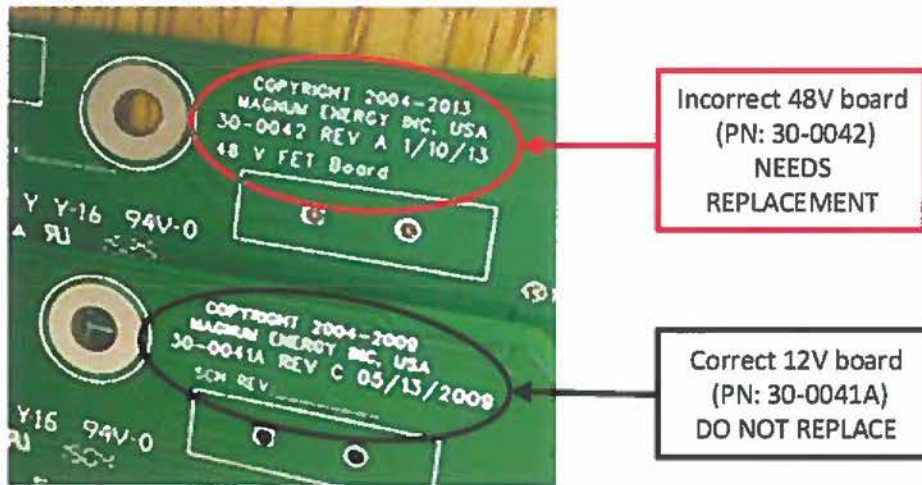 COPYRIGHT 2004-2013
MAGNUM ENERGY INC, USA
30-0042 REV A 1/10/13
48 V FET Board
Incorrect 48V board
(PN: 30-0042)
NEEDS
REPLACEMENT
Y Y-16 94V-0
A
COPYRIGHT 2004-2009
MAGNUM ENERGY INC, USA
30-0041A REV C 05/13/2009
SCH REV
Correct 12V board
(PN: 30-0041A)
DO NOT REPLACE
Y-16 94V-0